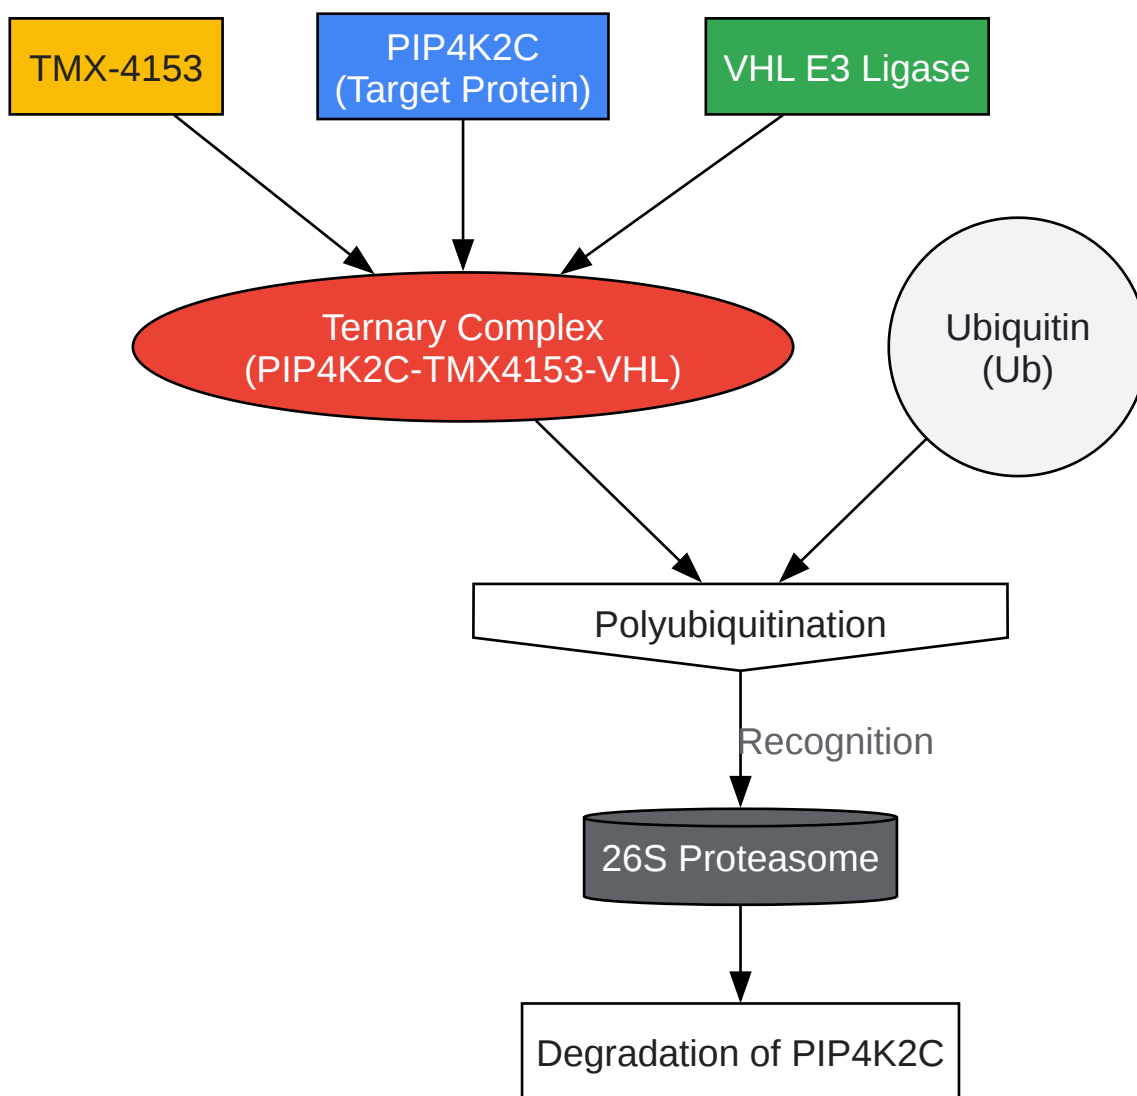 TMX-4153
PIP4K2C
(Target Protein)
VHL E3 Ligase
Ternary Complex
(PIP4K2C-TMX4153-VHL)
Ubiquitin
(Ub)
Polyubiquitination
Recognition
26S Proteasome
Degradation of PIP4K2C